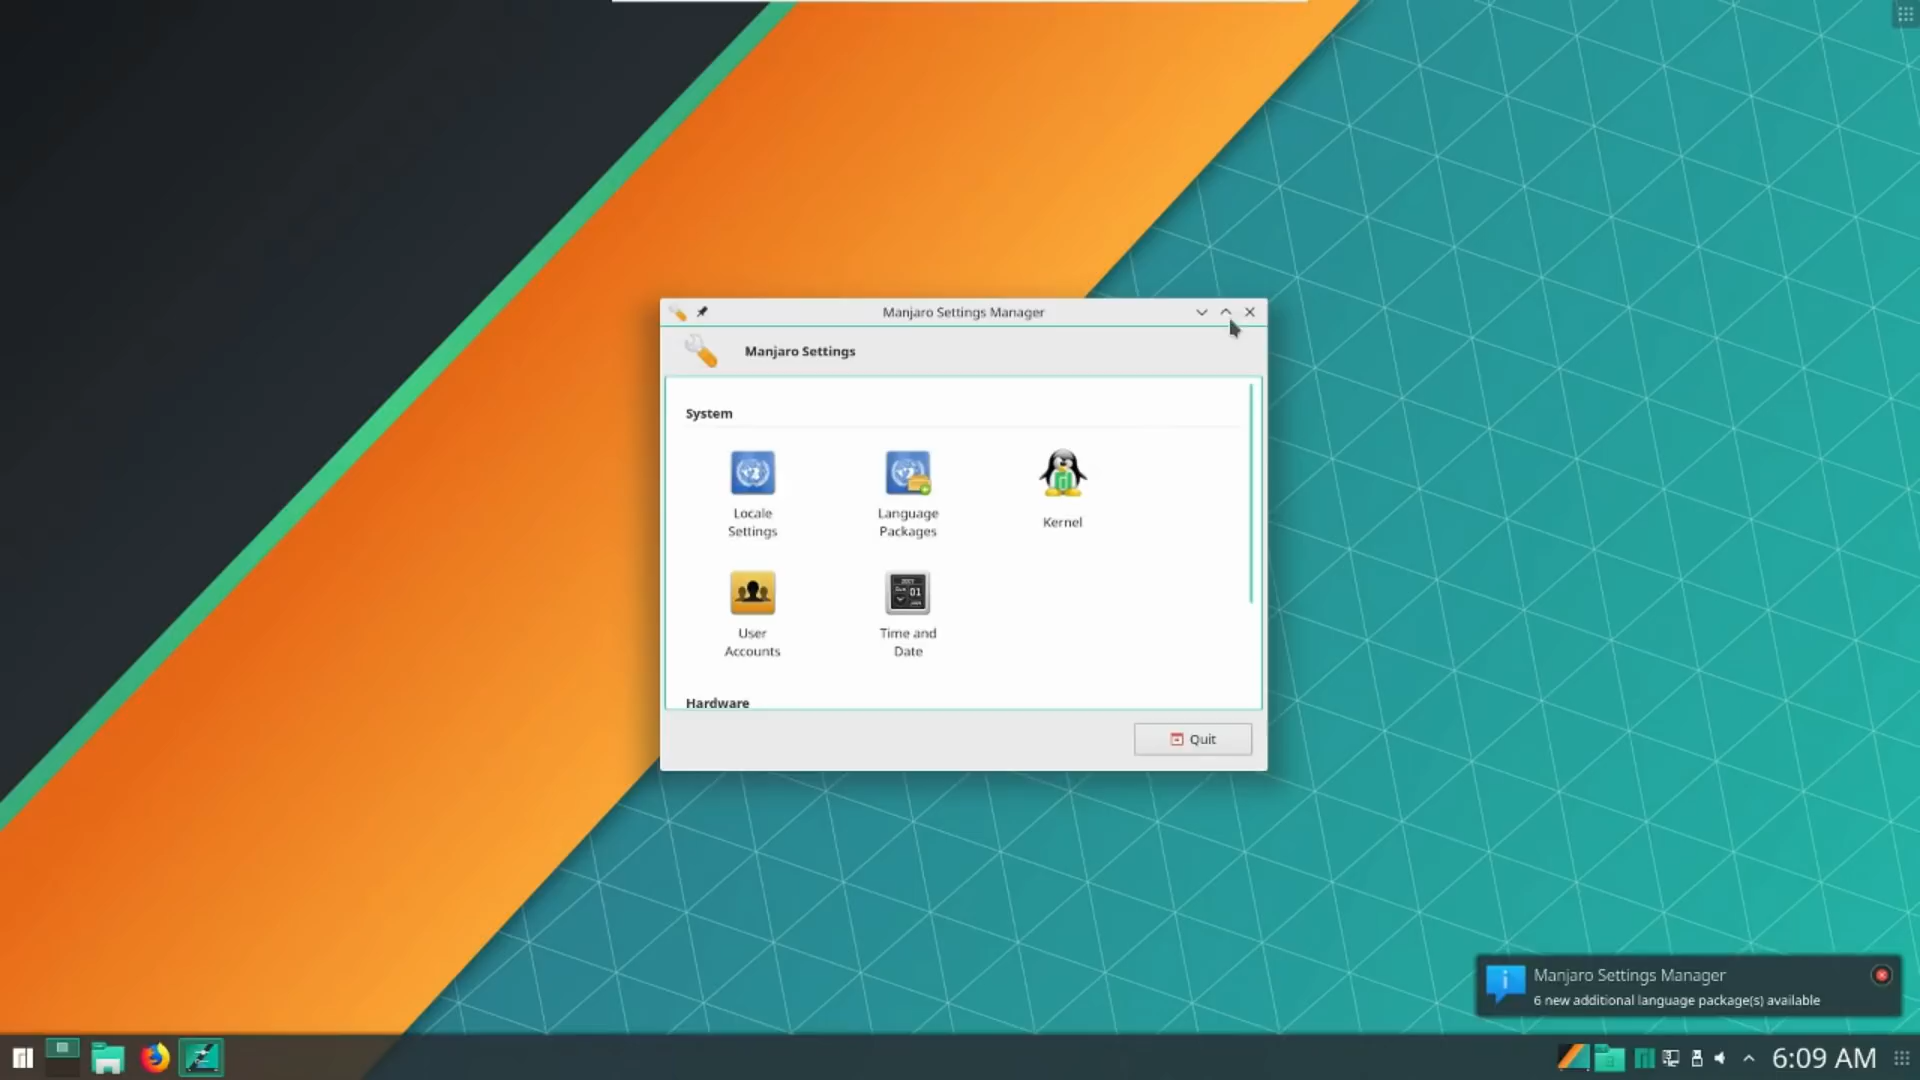 Manjaro Settings Manager
Manjaro Settings
System
Locale
Settings
Language
Packages
Kernel
User
Accounts
Time and
Date
Hardware
Quit
Manjaro Settings Manager
6 new additional language package(s) available
6:09 AM